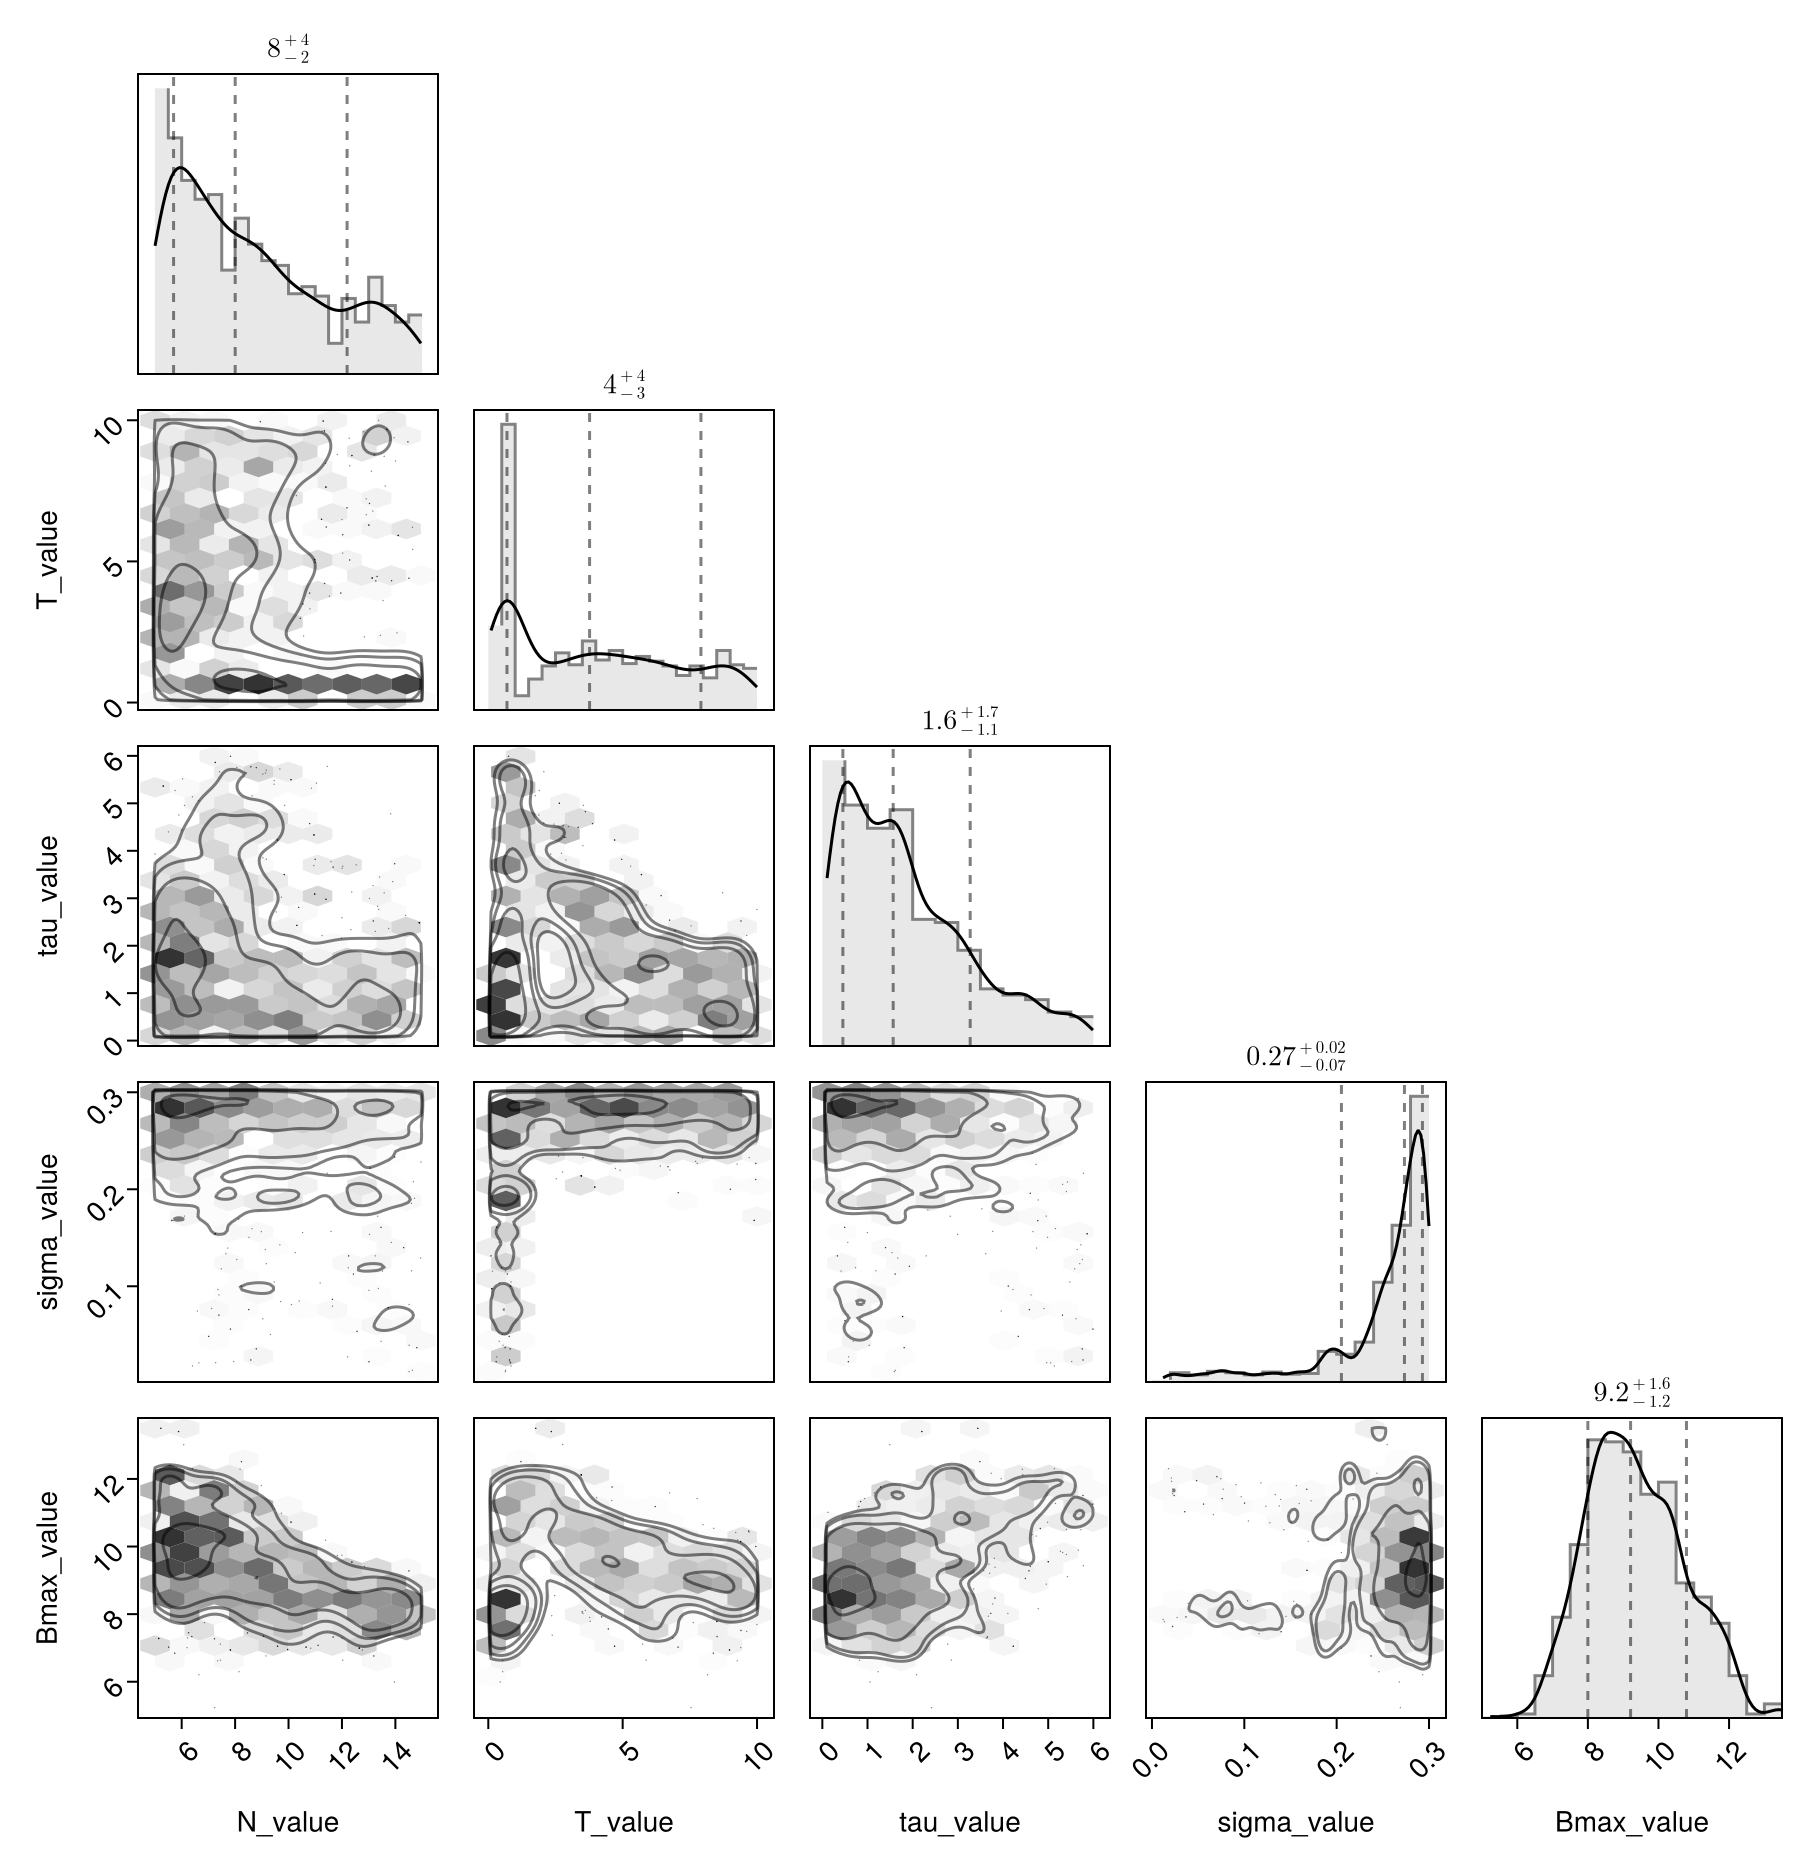 8 +4 −2
4 +4 −3
10
5
0
T_value
1.6 +1.7 −1.1
6
5
4
3
2
1
0
tau_value
0.27 +0.02 −0.07
0.3
0.2
0.1
sigma_value
9.2 +1.6 −1.2
12
10
8
6
Bmax_value
6 8 10 12 14
0 5 10
0 1 2 3 4 5 6
0.0 0.1 0.2 0.3
6 8 10 12
N_value T_value tau_value sigma_value Bmax_value